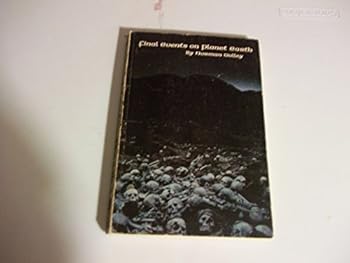 Final Events on Planet Earth
By Norman Gulley